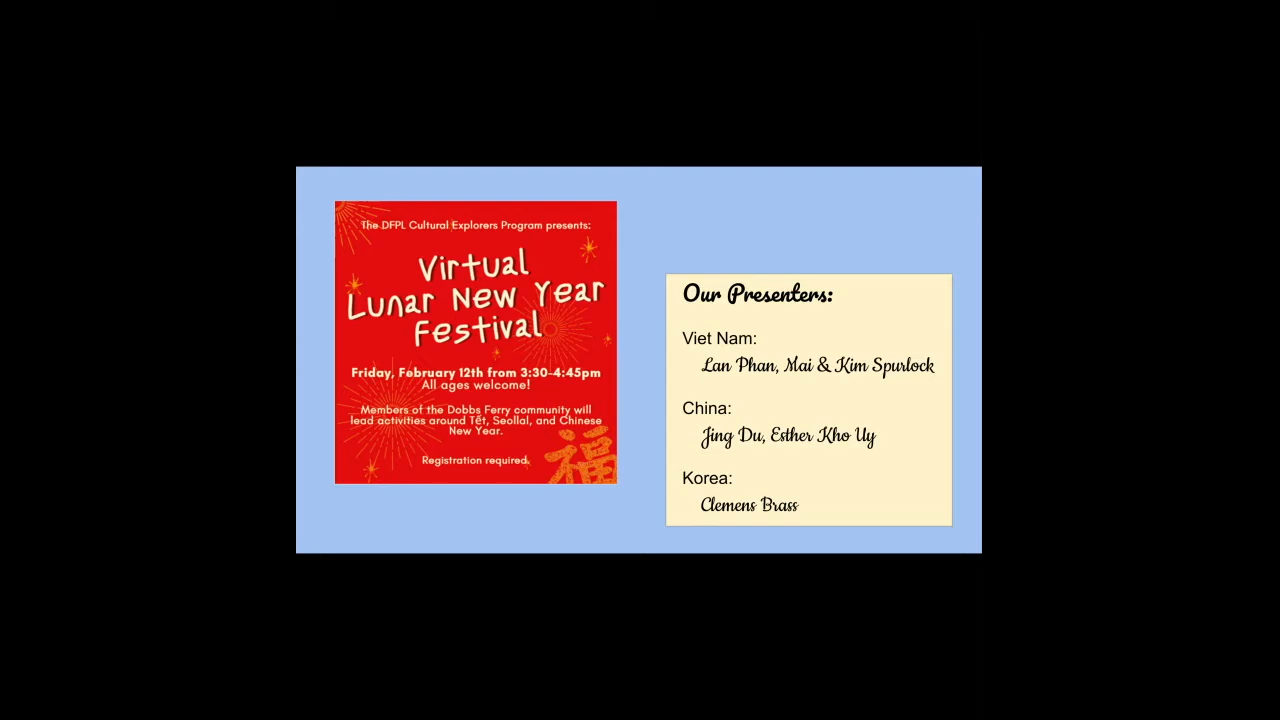 The DFPL Cultural Explorers Program presents:
Virtual
Lunar New Year
Festival
Friday, February 12th from 3:30-4:45pm
All ages welcome!
Members of the Dobbs Ferry community will
lead activities around Tết, Seollal, and Chinese
New Year.
Registration required.
福
Our Presenters:
Viet Nam:
Lan Phan, Mai & Kim Spurlock
China:
Jing Du, Esther Kho Uy
Korea:
Clemens Brass